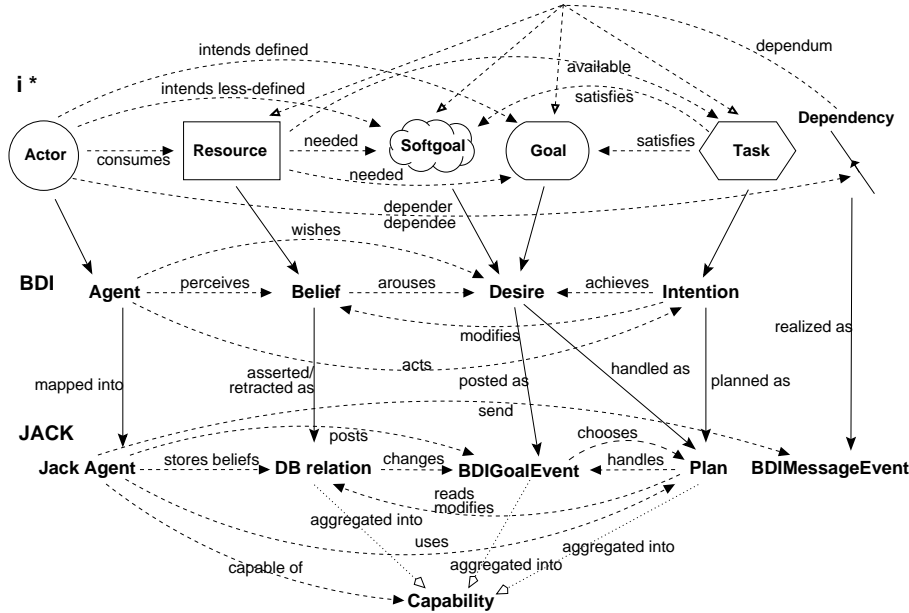 dependum
intends defined
available
i *
intends less-defined
satisfies
Dependency
Actor
consumes
Resource
needed
Softgoal
Goal
satisfies
Task
needed
depender
dependee
wishes
BDI
Agent
perceives
Belief
arouses
Desire
achieves
Intention
modifies
realized as
acts
mapped into
asserted/
retracted as
posted as
handled as
planned as
send
JACK
posts
chooses
Jack Agent
stores beliefs
DB relation
changes
BDIGoalEvent
handles
Plan
BDIMessageEvent
reads
modifies
aggregated into
uses
aggregated into
capable of
aggregated into
Capability